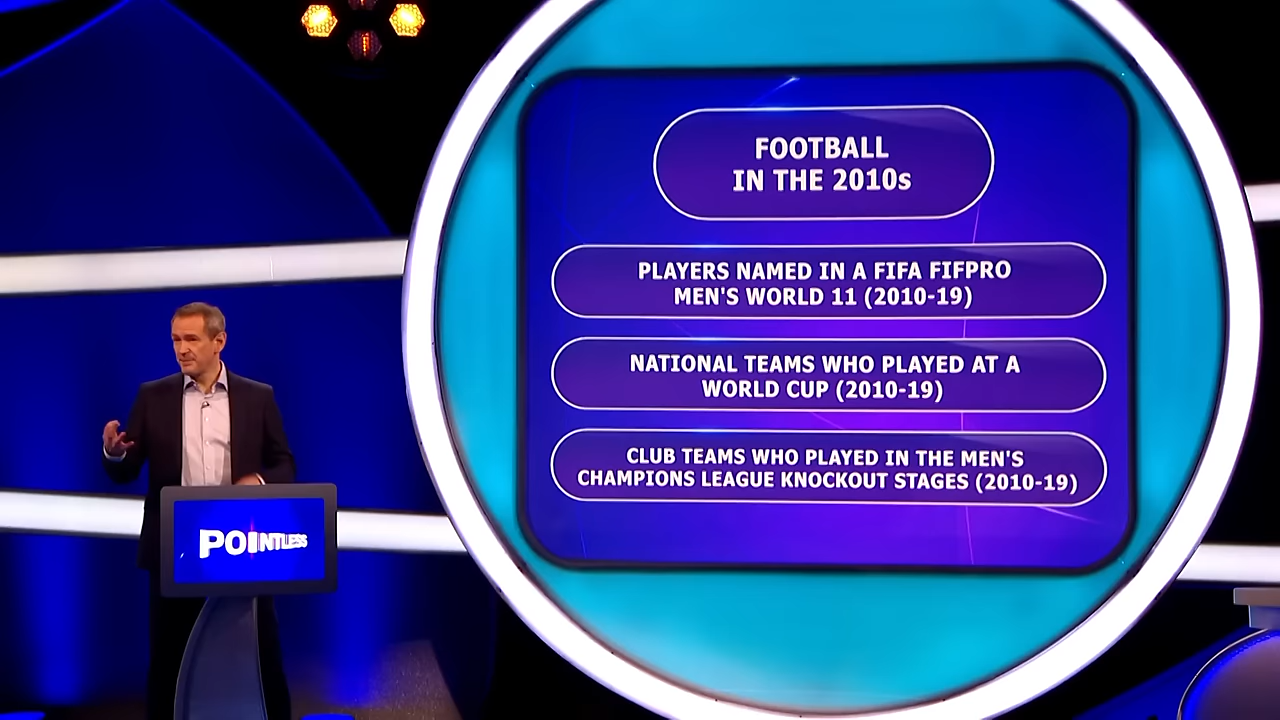 FOOTBALL
IN THE 2010s
PLAYERS NAMED IN A FIFA FIFPRO
MEN'S WORLD 11 (2010-19)
NATIONAL TEAMS WHO PLAYED AT A
WORLD CUP (2010-19)
CLUB TEAMS WHO PLAYED IN THE MEN'S
CHAMPIONS LEAGUE KNOCKOUT STAGES (2010-19)
POINTLESS